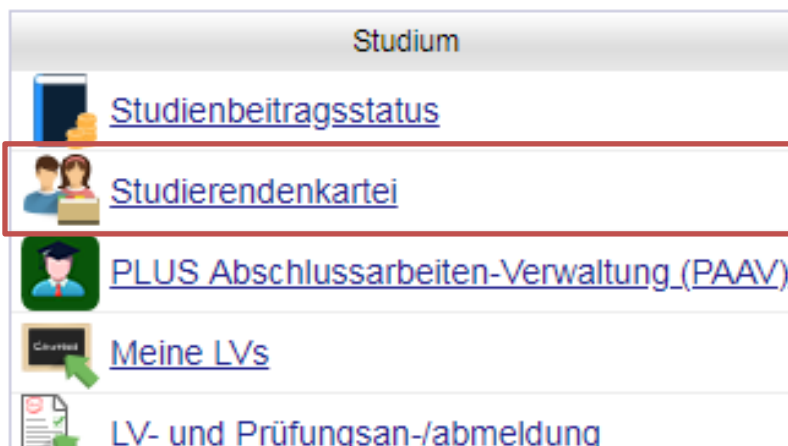 Studium
Studienbeitragsstatus
Studierendenkartei
PLUS Abschlussarbeiten-Verwaltung (PAAV)
Meine LVs
LV- und Prüfungsan-/abmeldung